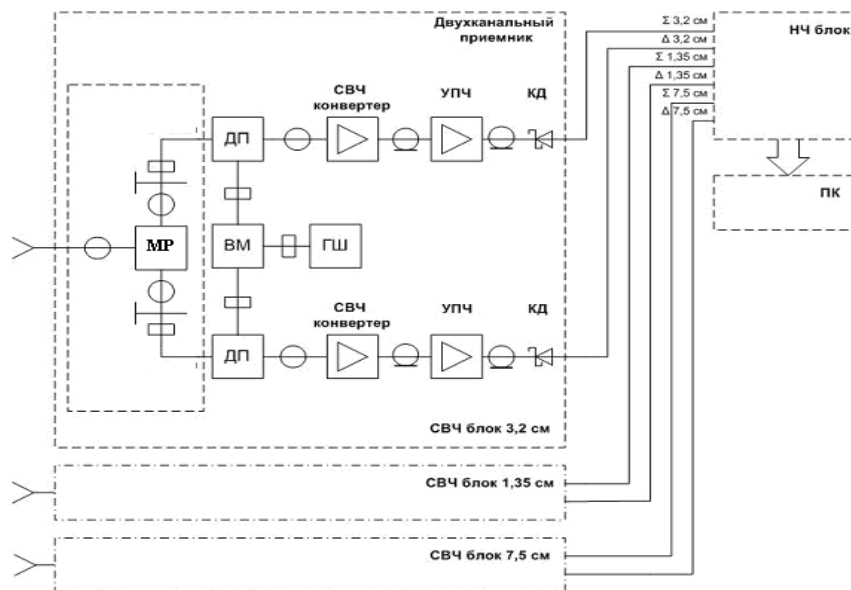 Двухканальный
приемник
Σ 3,2 см
Δ 3,2 см
Σ 1,35 см
Δ 1,35 см
Σ 7,5 см
Δ 7,5 см
НЧ блок
ПК
СВЧ
конвертер
УПЧ
КД
ДП
МР
ВМ
ГШ
СВЧ
конвертер
УПЧ
КД
ДП
СВЧ блок 3,2 см
СВЧ блок 1,35 см
СВЧ блок 7,5 см